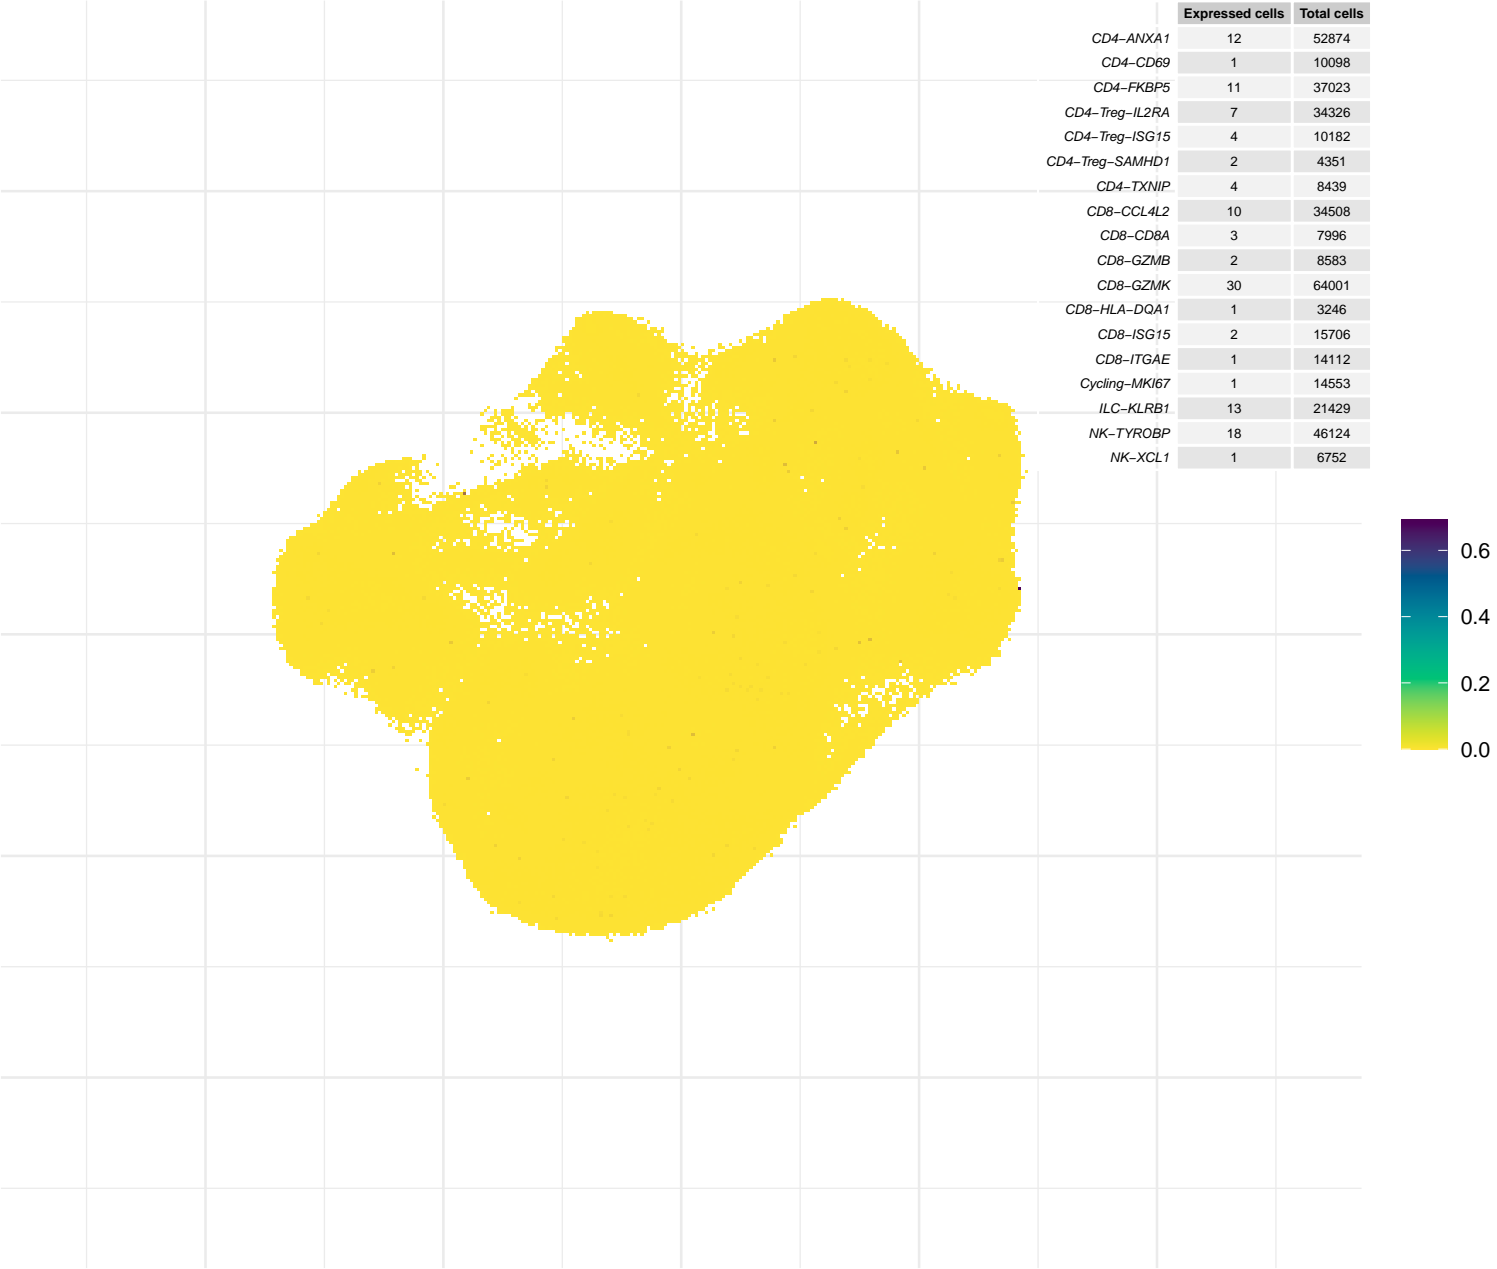 Expressed cells Total cells
CD4−ANXA1 12 52874
CD4−CD69 1 10098
CD4−FKBP5 11 37023
CD4−Treg−IL2RA 7 34326
CD4−Treg−ISG15 4 10182
CD4−Treg−SAMHD1 2 4351
CD4−TXNIP 4 8439
CD8−CCL4L2 10 34508
CD8−CD8A 3 7996
CD8−GZMB 2 8583
CD8−GZMK 30 64001
CD8−HLA−DQA1 1 3246
CD8−ISG15 2 15706
CD8−ITGAE 1 14112
Cycling−MKI67 1 14553
ILC−KLRB1 13 21429
NK−TYROBP 18 46124
NK−XCL1 1 6752
0.6
0.4
0.2
0.0